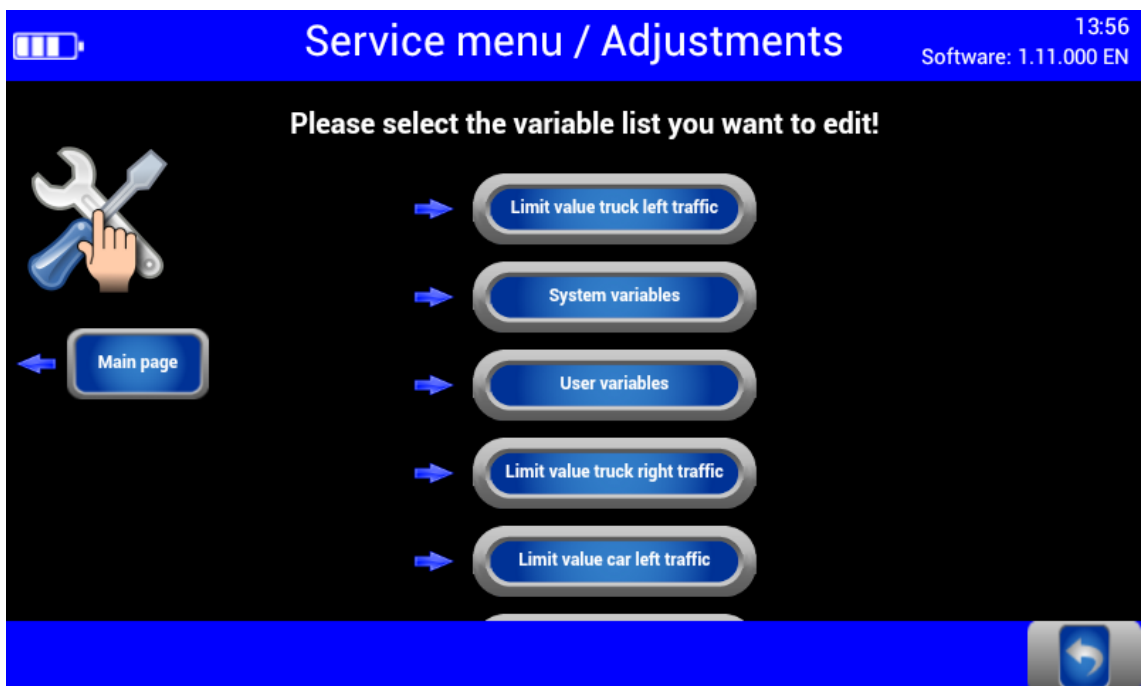 Service menu / Adjustments
13:56
Software: 1.11.000 EN
Please select the variable list you want to edit!
Limit value truck left traffic
System variables
Main page
User variables
Limit value truck right traffic
Limit value car left traffic